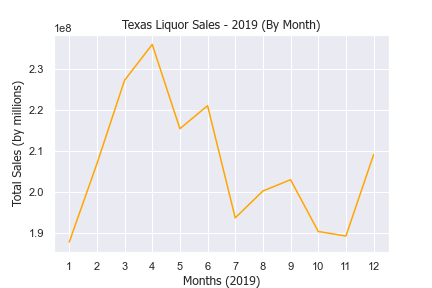 Texas Liquor Sales - 2019 (By Month)
1e8
2.3
2.2
2.1
2.0
1.9
Total Sales (by millions)
1 2 3 4 5 6 7 8 9 10 11 12
Months (2019)